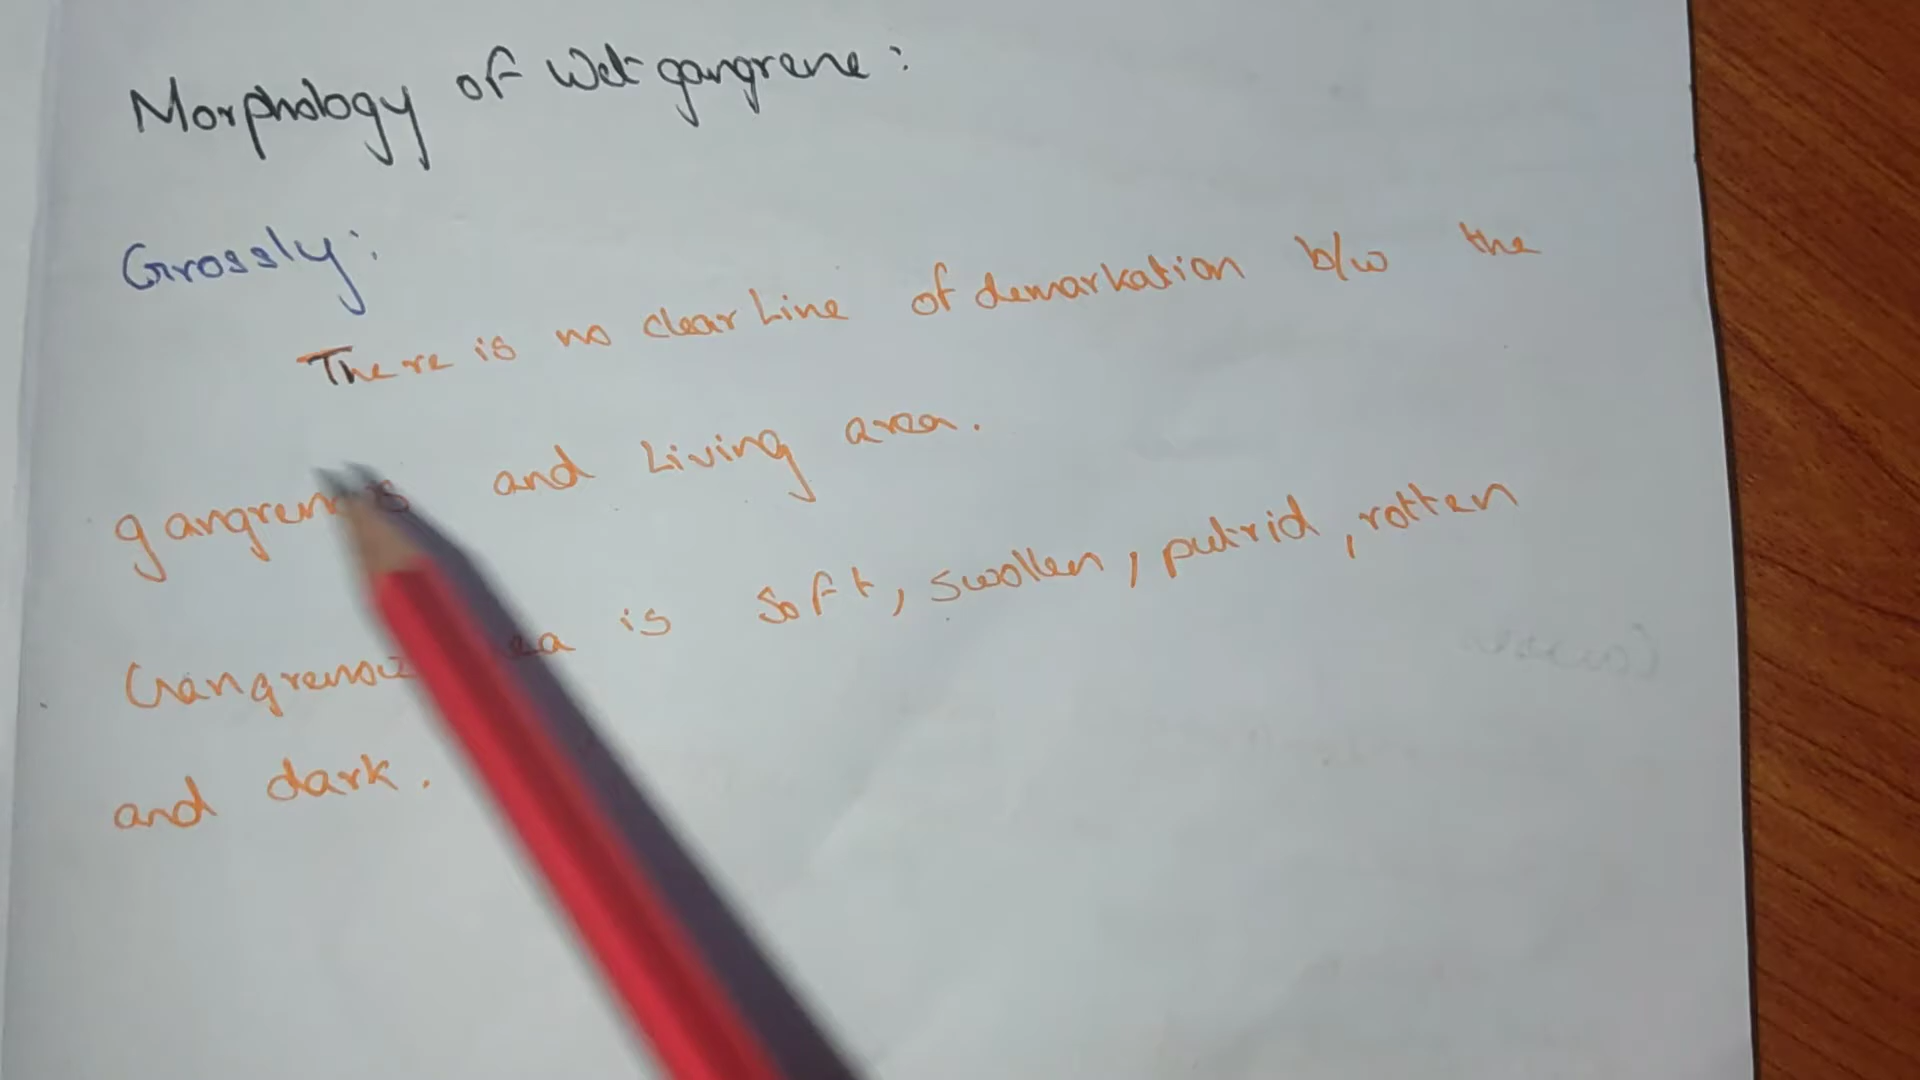 Morphology of Wet gangrene:
Grossly:
There is no clear Line of demarkation b/w the
and Living area.
is soft, swollen, putrid, rotten
and dark.